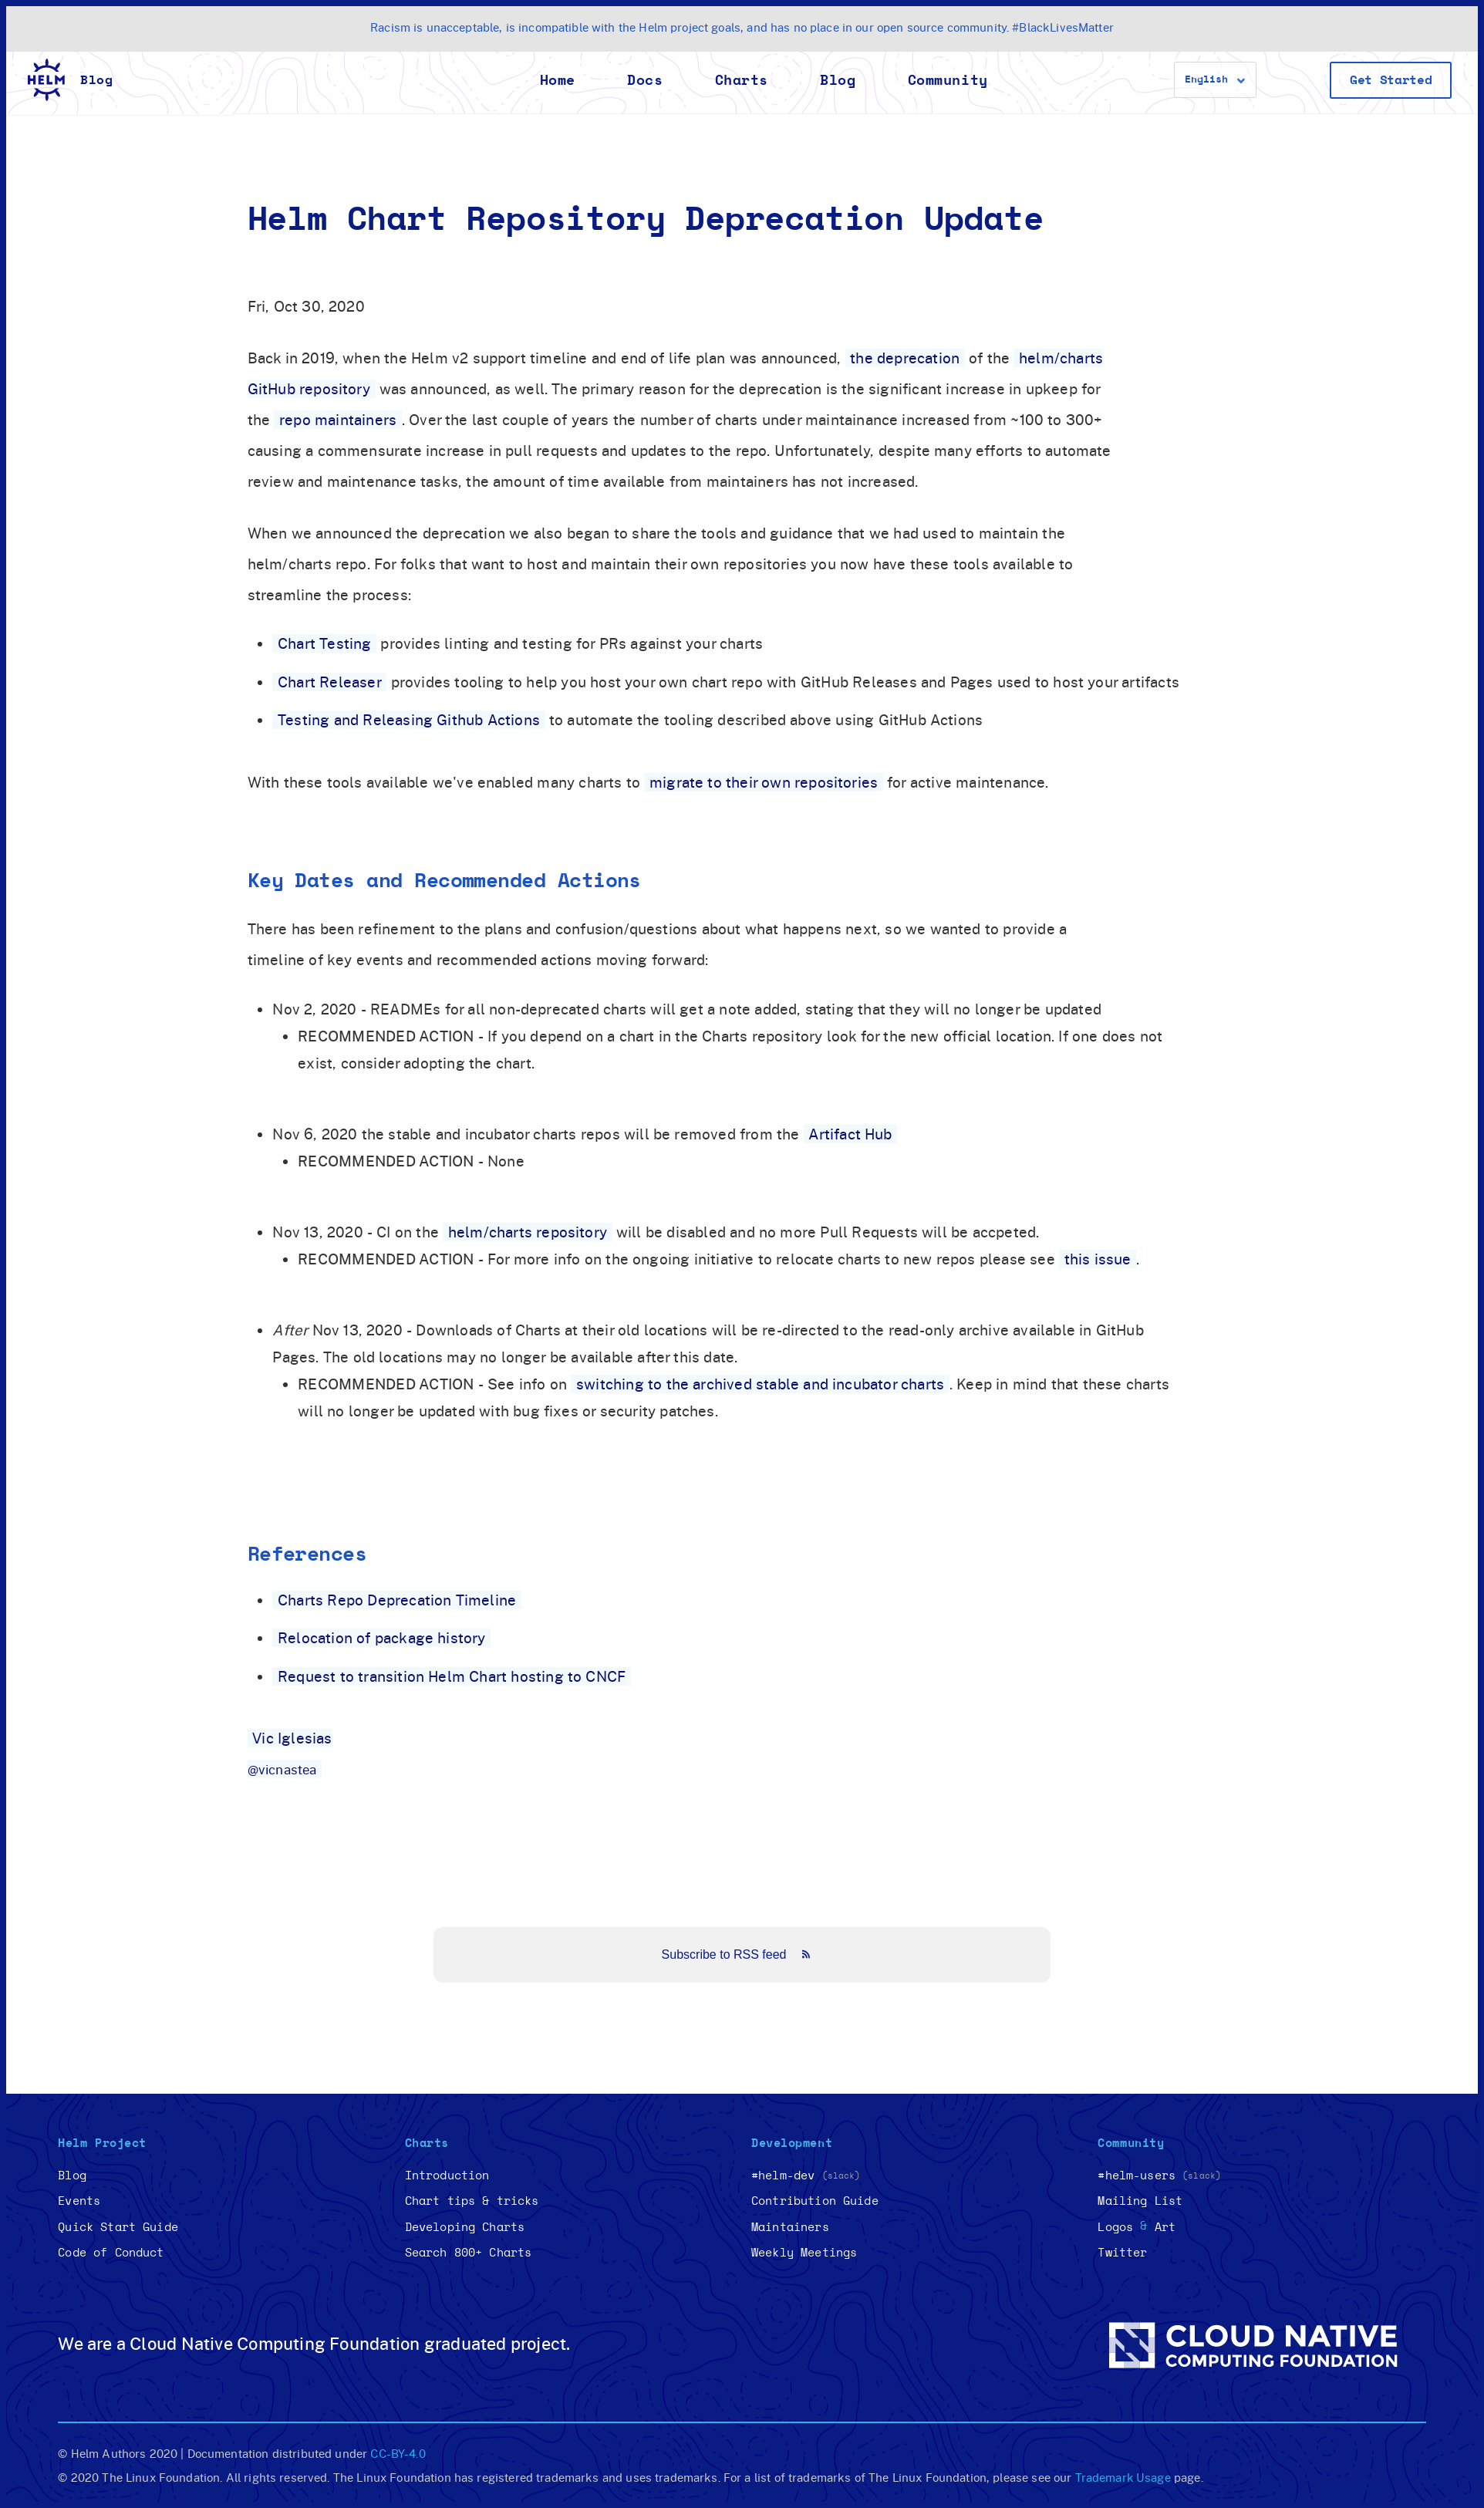 Racism is unacceptable, is incompatible with the Helm project goals, and has no place in our open source community. #BlackLivesMatter
HELM Blog Home Docs Charts Blog Community English Get Started
Helm Chart Repository Deprecation Update
Fri, Oct 30, 2020
Back in 2019, when the Helm v2 support timeline and end of life plan was announced, the deprecation of the helm/charts
GitHub repository was announced, as well. The primary reason for the deprecation is the significant increase in upkeep for
the repo maintainers . Over the last couple of years the number of charts under maintainance increased from ~100 to 300+
causing a commensurate increase in pull requests and updates to the repo. Unfortunately, despite many efforts to automate
review and maintenance tasks, the amount of time available from maintainers has not increased.
When we announced the deprecation we also began to share the tools and guidance that we had used to maintain the
helm/charts repo. For folks that want to host and maintain their own repositories you now have these tools available to
streamline the process:
• Chart Testing provides linting and testing for PRs against your charts
• Chart Releaser provides tooling to help you host your own chart repo with GitHub Releases and Pages used to host your artifacts
• Testing and Releasing Github Actions to automate the tooling described above using GitHub Actions
With these tools available we've enabled many charts to migrate to their own repositories for active maintenance.
Key Dates and Recommended Actions
There has been refinement to the plans and confusion/questions about what happens next, so we wanted to provide a
timeline of key events and recommended actions moving forward:
• Nov 2, 2020 - READMEs for all non-deprecated charts will get a note added, stating that they will no longer be updated
• RECOMMENDED ACTION - If you depend on a chart in the Charts repository look for the new official location. If one does not
exist, consider adopting the chart.
• Nov 6, 2020 the stable and incubator charts repos will be removed from the Artifact Hub
• RECOMMENDED ACTION - None
• Nov 13, 2020 - CI on the helm/charts repository will be disabled and no more Pull Requests will be accpeted.
• RECOMMENDED ACTION - For more info on the ongoing initiative to relocate charts to new repos please see this issue .
• After Nov 13, 2020 - Downloads of Charts at their old locations will be re-directed to the read-only archive available in GitHub
Pages. The old locations may no longer be available after this date.
• RECOMMENDED ACTION - See info on switching to the archived stable and incubator charts . Keep in mind that these charts
will no longer be updated with bug fixes or security patches.
References
• Charts Repo Deprecation Timeline
• Relocation of package history
• Request to transition Helm Chart hosting to CNCF
Vic Iglesias
@vicnastea
Subscribe to RSS feed
Helm Project
Blog
Events
Quick Start Guide
Code of Conduct
Charts
Introduction
Chart tips & tricks
Developing Charts
Search 800+ Charts
Development
#helm-dev (slack)
Contribution Guide
Maintainers
Weekly Meetings
Community
#helm-users (slack)
Mailing List
Logos & Art
Twitter
We are a Cloud Native Computing Foundation graduated project.
CLOUD NATIVE
COMPUTING FOUNDATION
© Helm Authors 2020 | Documentation distributed under CC-BY-4.0
© 2020 The Linux Foundation. All rights reserved. The Linux Foundation has registered trademarks and uses trademarks. For a list of trademarks of The Linux Foundation, please see our Trademark Usage page.